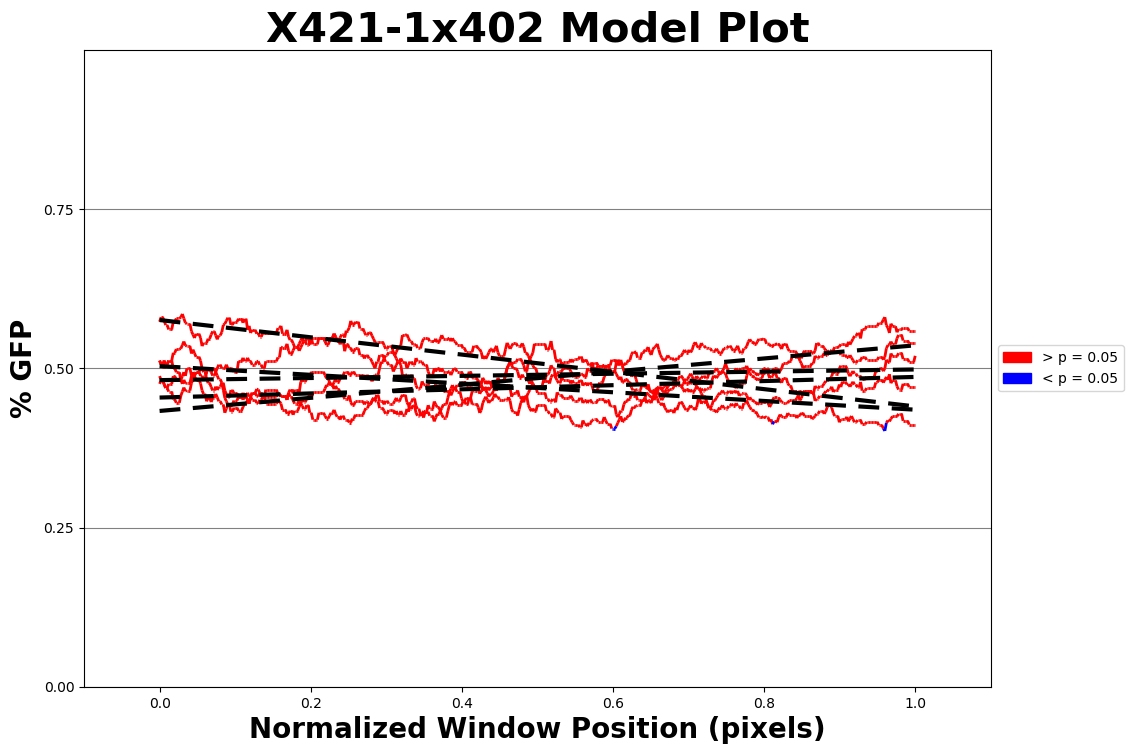 X421-1x402 Model Plot
% GFP
0.75
0.50
0.25
0.00
0.0 0.2 0.4 0.6 0.8 1.0
Normalized Window Position (pixels)
> p = 0.05
< p = 0.05